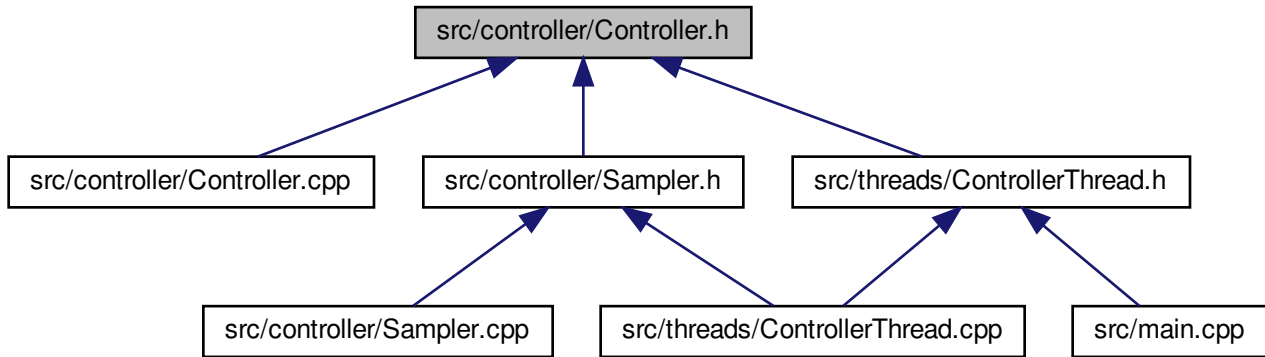 src/controller/Controller.h
src/controller/Controller.cpp
src/controller/Sampler.h
src/threads/ControllerThread.h
src/controller/Sampler.cpp
src/threads/ControllerThread.cpp
src/main.cpp